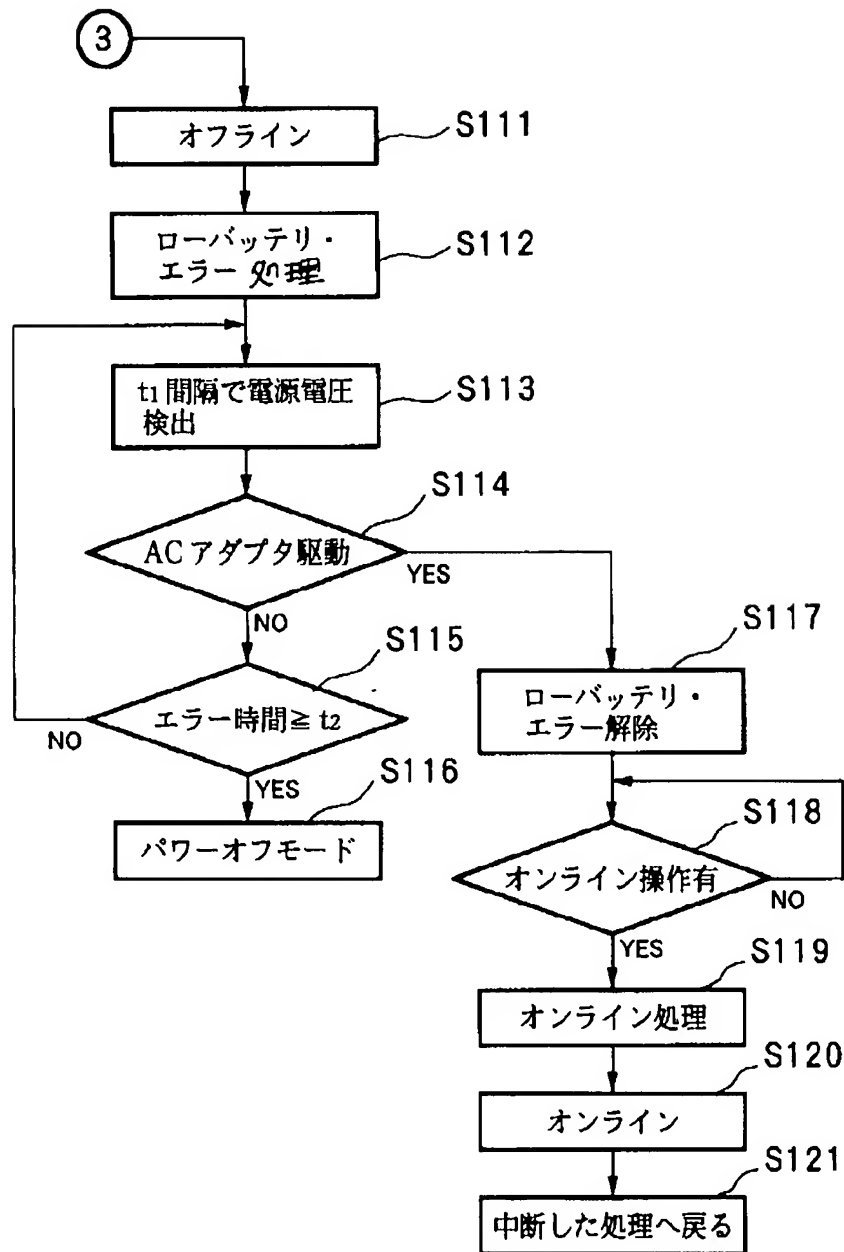 3
オフライン
S111
ローバッテリ・
エラー処理
S112
t1間隔で電源電圧
検出
S113
S114
ACアダプタ駆動
YES
NO
S115
エラー時間≧t2
NO
YES
S116
パワーオフモード
S117
ローバッテリ・
エラー解除
S118
オンライン操作有
NO
YES
S119
オンライン処理
S120
オンライン
S121
中断した処理へ戻る